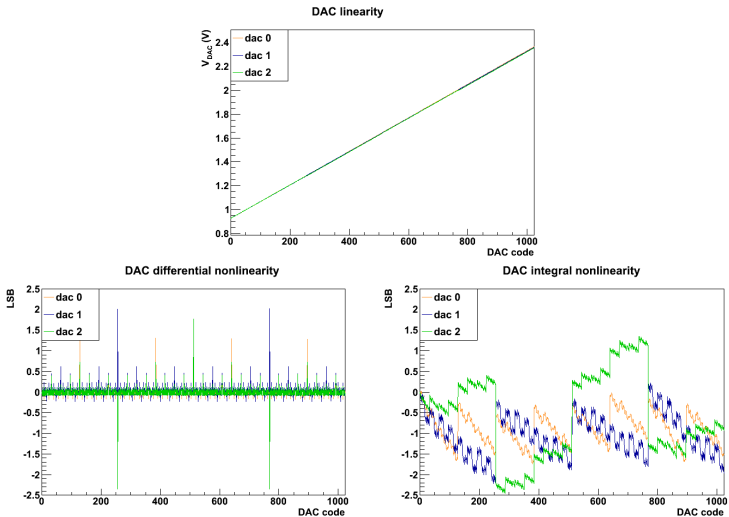 DAC linearity
V_DAC (V)
dac 0
dac 1
dac 2
2.4
2.2
2
1.8
1.6
1.4
1.2
1
0.8
0 200 400 600 800 1000
DAC code
DAC differential nonlinearity
LSB
dac 0
dac 1
dac 2
2.5
2
1.5
1
0.5
0
-0.5
-1
-1.5
-2
-2.5
0 200 400 600 800 1000
DAC code
DAC integral nonlinearity
LSB
dac 0
dac 1
dac 2
2.5
2
1.5
1
0.5
0
-0.5
-1
-1.5
-2
-2.5
0 200 400 600 800 1000
DAC code